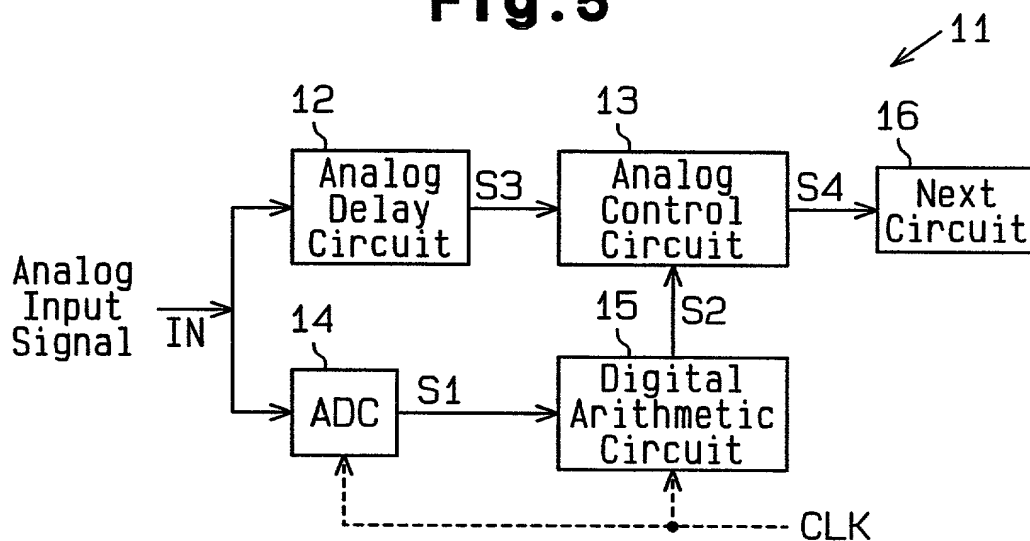 Fig.5
11
12
13
16
Analog
Delay
Circuit
S3
Analog
Control
Circuit
S4
Next
Circuit
Analog
Input
Signal
IN
14
15
S2
ADC
S1
Digital
Arithmetic
Circuit
CLK